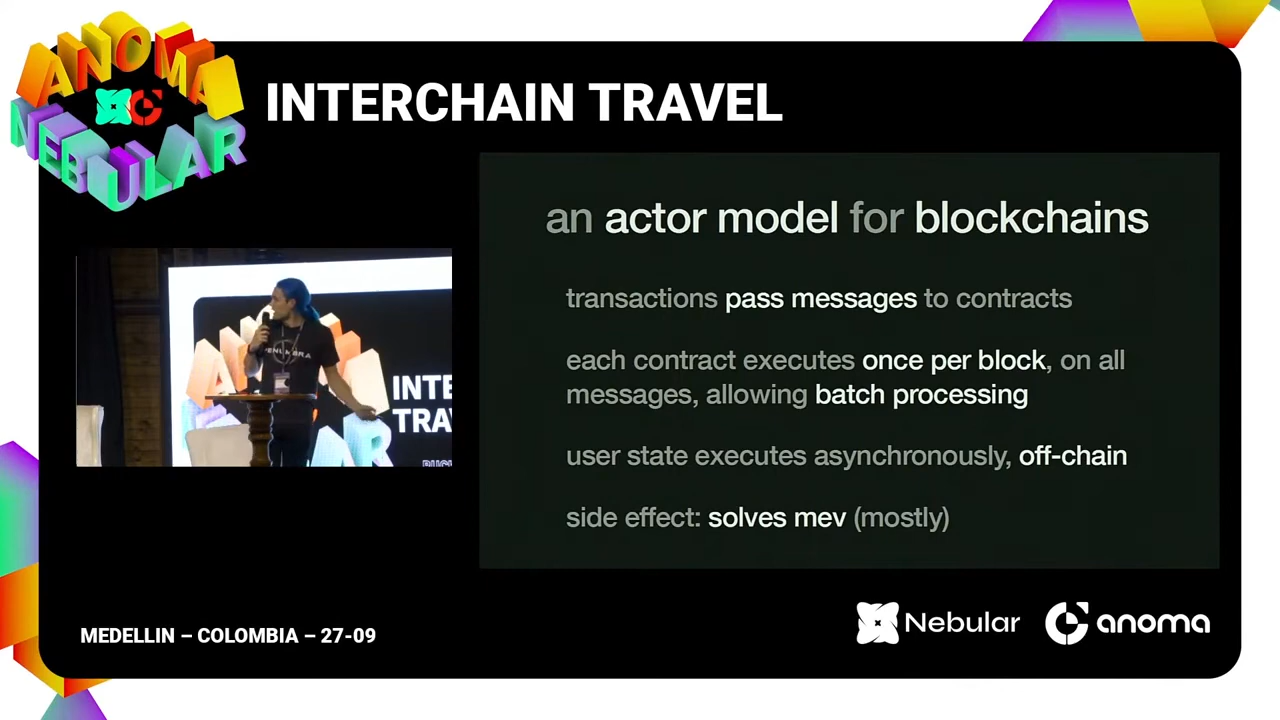 ANOMA
NEBULAR
INTERCHAIN TRAVEL
an actor model for blockchains
transactions pass messages to contracts
each contract executes once per block, on all
messages, allowing batch processing
user state executes asynchronously, off-chain
side effect: solves mev (mostly)
PENUMBRA
INTE
TRAV
MEDELLIN – COLOMBIA – 27-09
Nebular
anoma